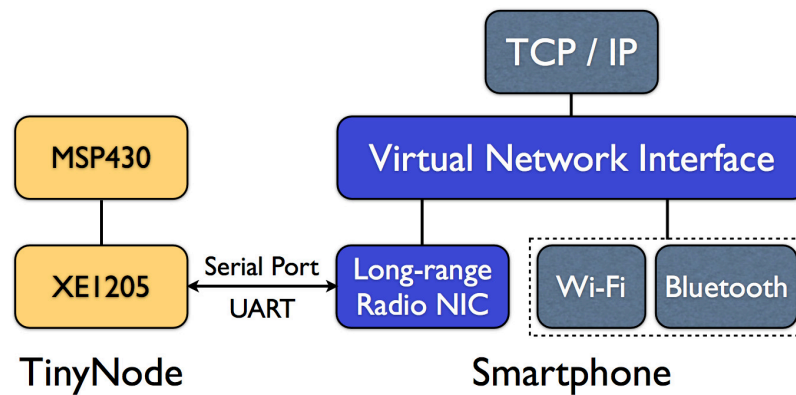 TCP / IP
MSP430
Virtual Network Interface
XE1205
Serial Port
UART
Long-range
Radio NIC
Wi-Fi
Bluetooth
TinyNode
Smartphone